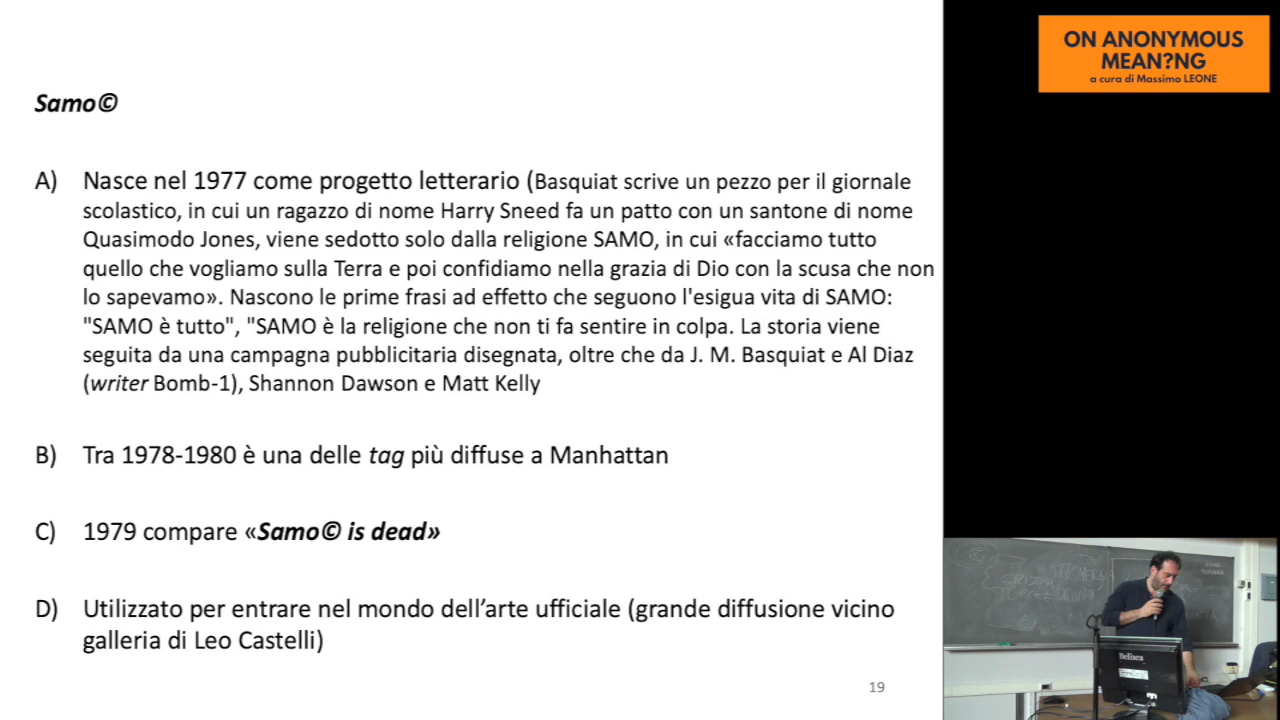 ON ANONYMOUS
MEAN?NG
a cura di Massimo LEONE
Samo©
A) Nasce nel 1977 come progetto letterario (Basquiat scrive un pezzo per il giornale
scolastico, in cui un ragazzo di nome Harry Sneed fa un patto con un santone di nome
Quasimodo Jones, viene sedotto solo dalla religione SAMO, in cui «facciamo tutto
quello che vogliamo sulla Terra e poi confidiamo nella grazia di Dio con la scusa che non
lo sapevamo». Nascono le prime frasi ad effetto che seguono l'esigua vita di SAMO:
"SAMO è tutto", "SAMO è la religione che non ti fa sentire in colpa. La storia viene
seguita da una campagna pubblicitaria disegnata, oltre che da J. M. Basquiat e Al Diaz
(writer Bomb-1), Shannon Dawson e Matt Kelly
B) Tra 1978-1980 è una delle tag più diffuse a Manhattan
C) 1979 compare «Samo© is dead»
D) Utilizzato per entrare nel mondo dell’arte ufficiale (grande diffusione vicino
galleria di Leo Castelli)
19
Belinea